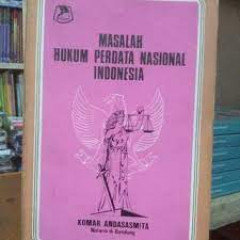 MASALAH
HUKUM PERDATA NASIONAL
INDONESIA
KOMAR ANDASASMITA
Notaris di Bandung